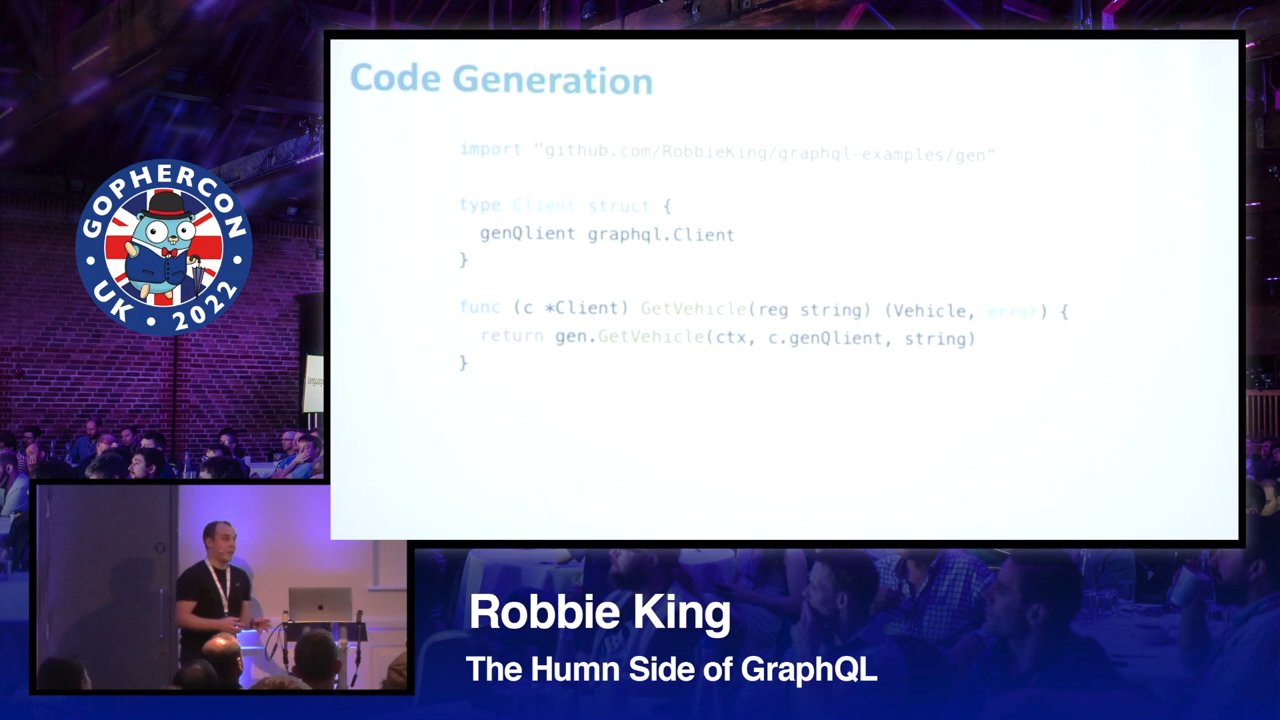 Code Generation
import "github.com/RobbieKing/graphql-examples/gen"
type Client struct {
genQlient graphql.Client
}
func (c *Client) GetVehicle(reg string) (Vehicle, error) {
return gen.GetVehicle(ctx, c.genQlient, string)
}
GOPHERCON
UK • 2022
Robbie King
The Humn Side of GraphQL